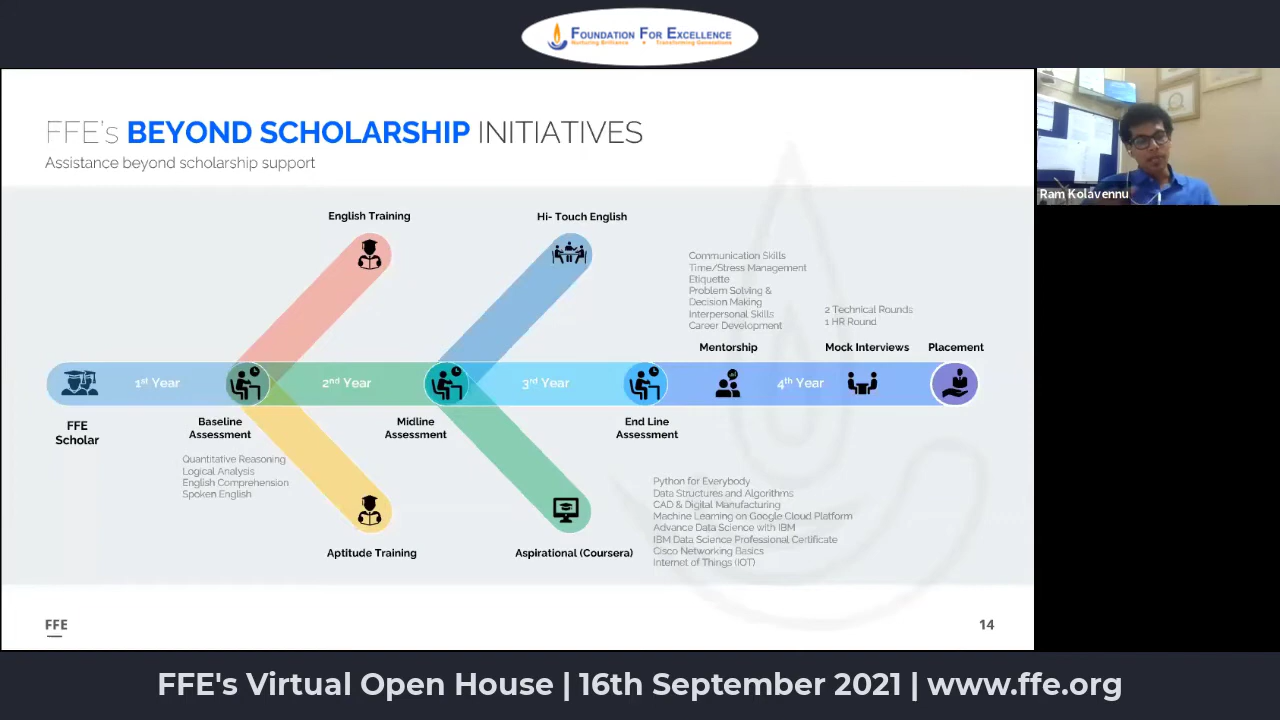 FOUNDATION FOR EXCELLENCE
Nurturing Brilliance • Transforming Generations
FFE's BEYOND SCHOLARSHIP INITIATIVES
Assistance beyond scholarship support
Ram Kolavennu
English Training
Hi- Touch English
Communication Skills
Time/Stress Management
Etiquette
Problem Solving &
Decision Making
Interpersonal Skills
Career Development
2 Technical Rounds
1 HR Round
Mentorship
Mock Interviews
Placement
1st Year
2nd Year
3rd Year
4th Year
FFE
Scholar
Baseline
Assessment
Midline
Assessment
End Line
Assessment
Quantitative Reasoning
Logical Analysis
English Comprehension
Spoken English
Python for Everybody
Data Structures and Algorithms
CAD & Digital Manufacturing
Machine Learning on Google Cloud Platform
Advance Data Science with IBM
IBM Data Science Professional Certificate
Cisco Networking Basics
Internet of Things (IOT)
Aptitude Training
Aspirational (Coursera)
FFE
14
FFE's Virtual Open House | 16th September 2021 | www.ffe.org